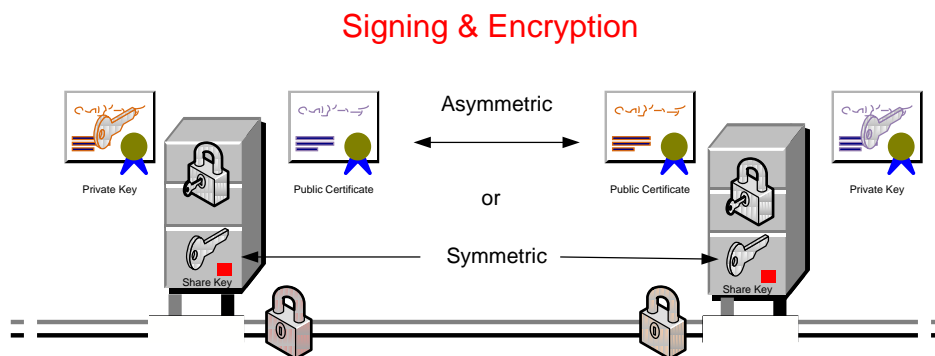 Signing & Encryption
Asymmetric
Private Key
Public Certificate
Public Certificate
Private Key
or
Symmetric
Share Key
Share Key